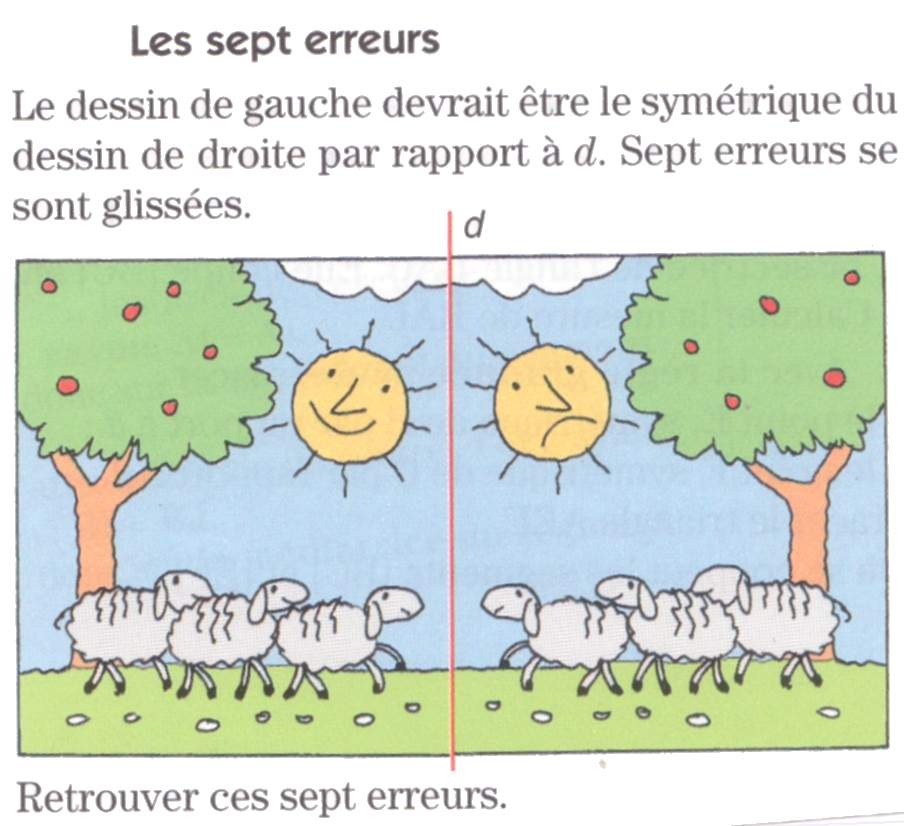 Les sept erreurs
Le dessin de gauche devrait être le symétrique du
dessin de droite par rapport à d. Sept erreurs se
sont glissées.
d
Retrouver ces sept erreurs.